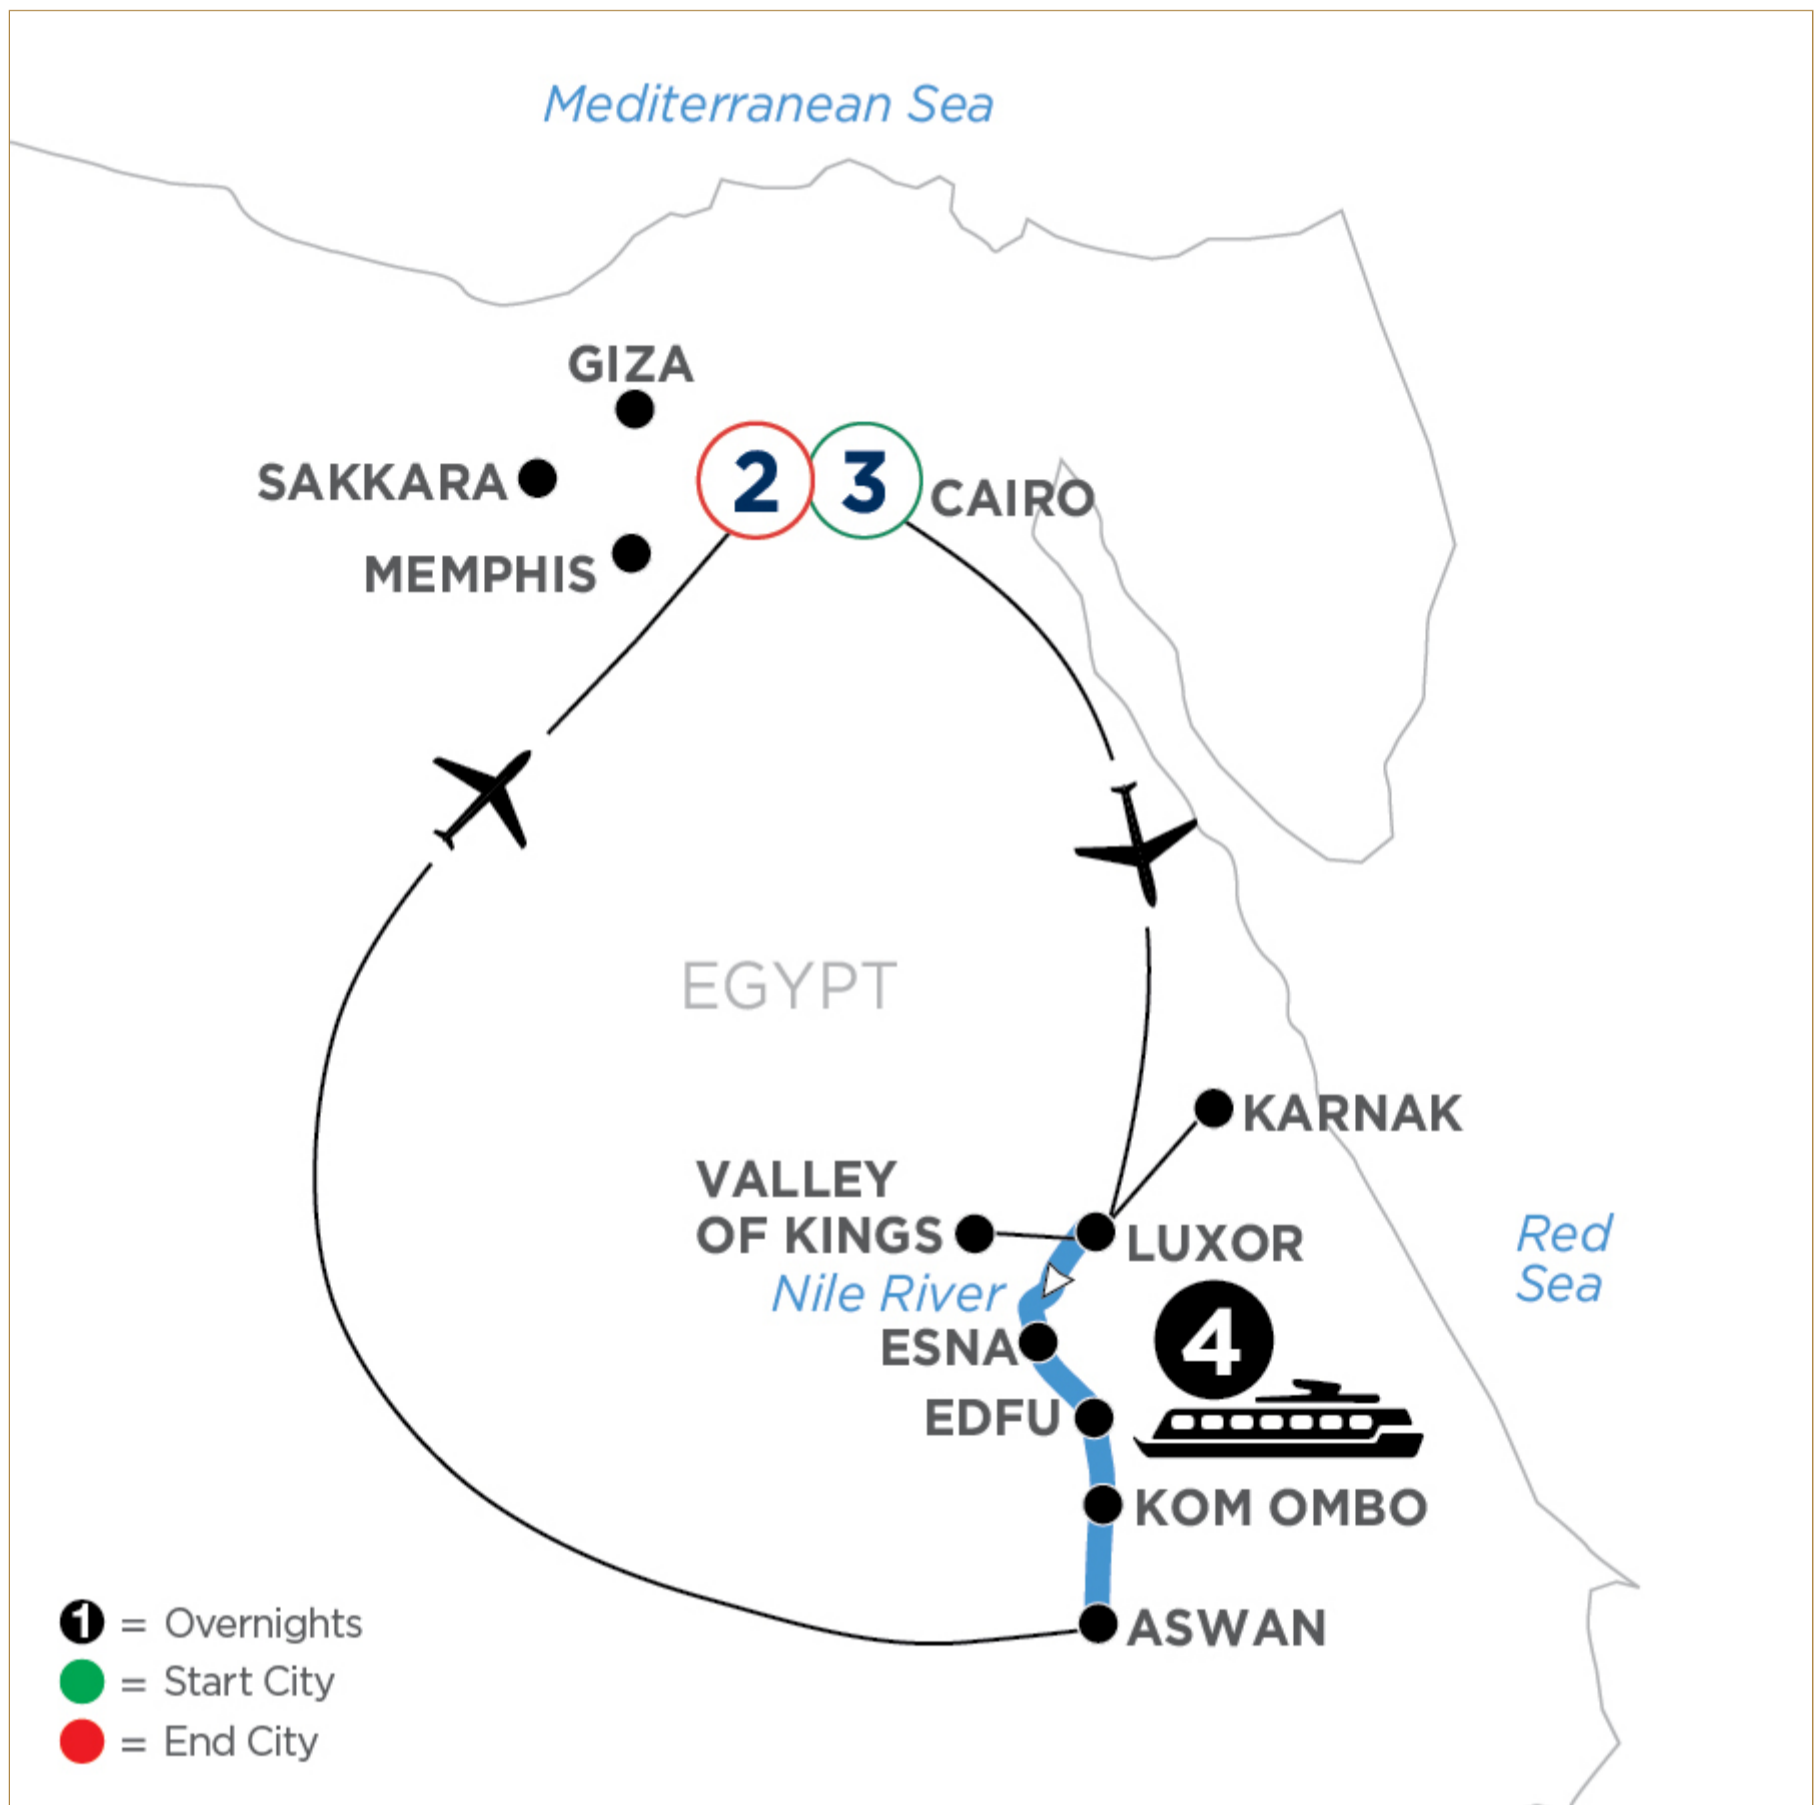 Mediterranean Sea
GIZA
SAKKARA
2 3 CAIRO
MEMPHIS
EGYPT
KARNAK
VALLEY
OF KINGS
LUXOR
Red
Sea
Nile River
ESNA
4
EDFU
KOM OMBO
ASWAN
1 = Overnights
= Start City
= End City